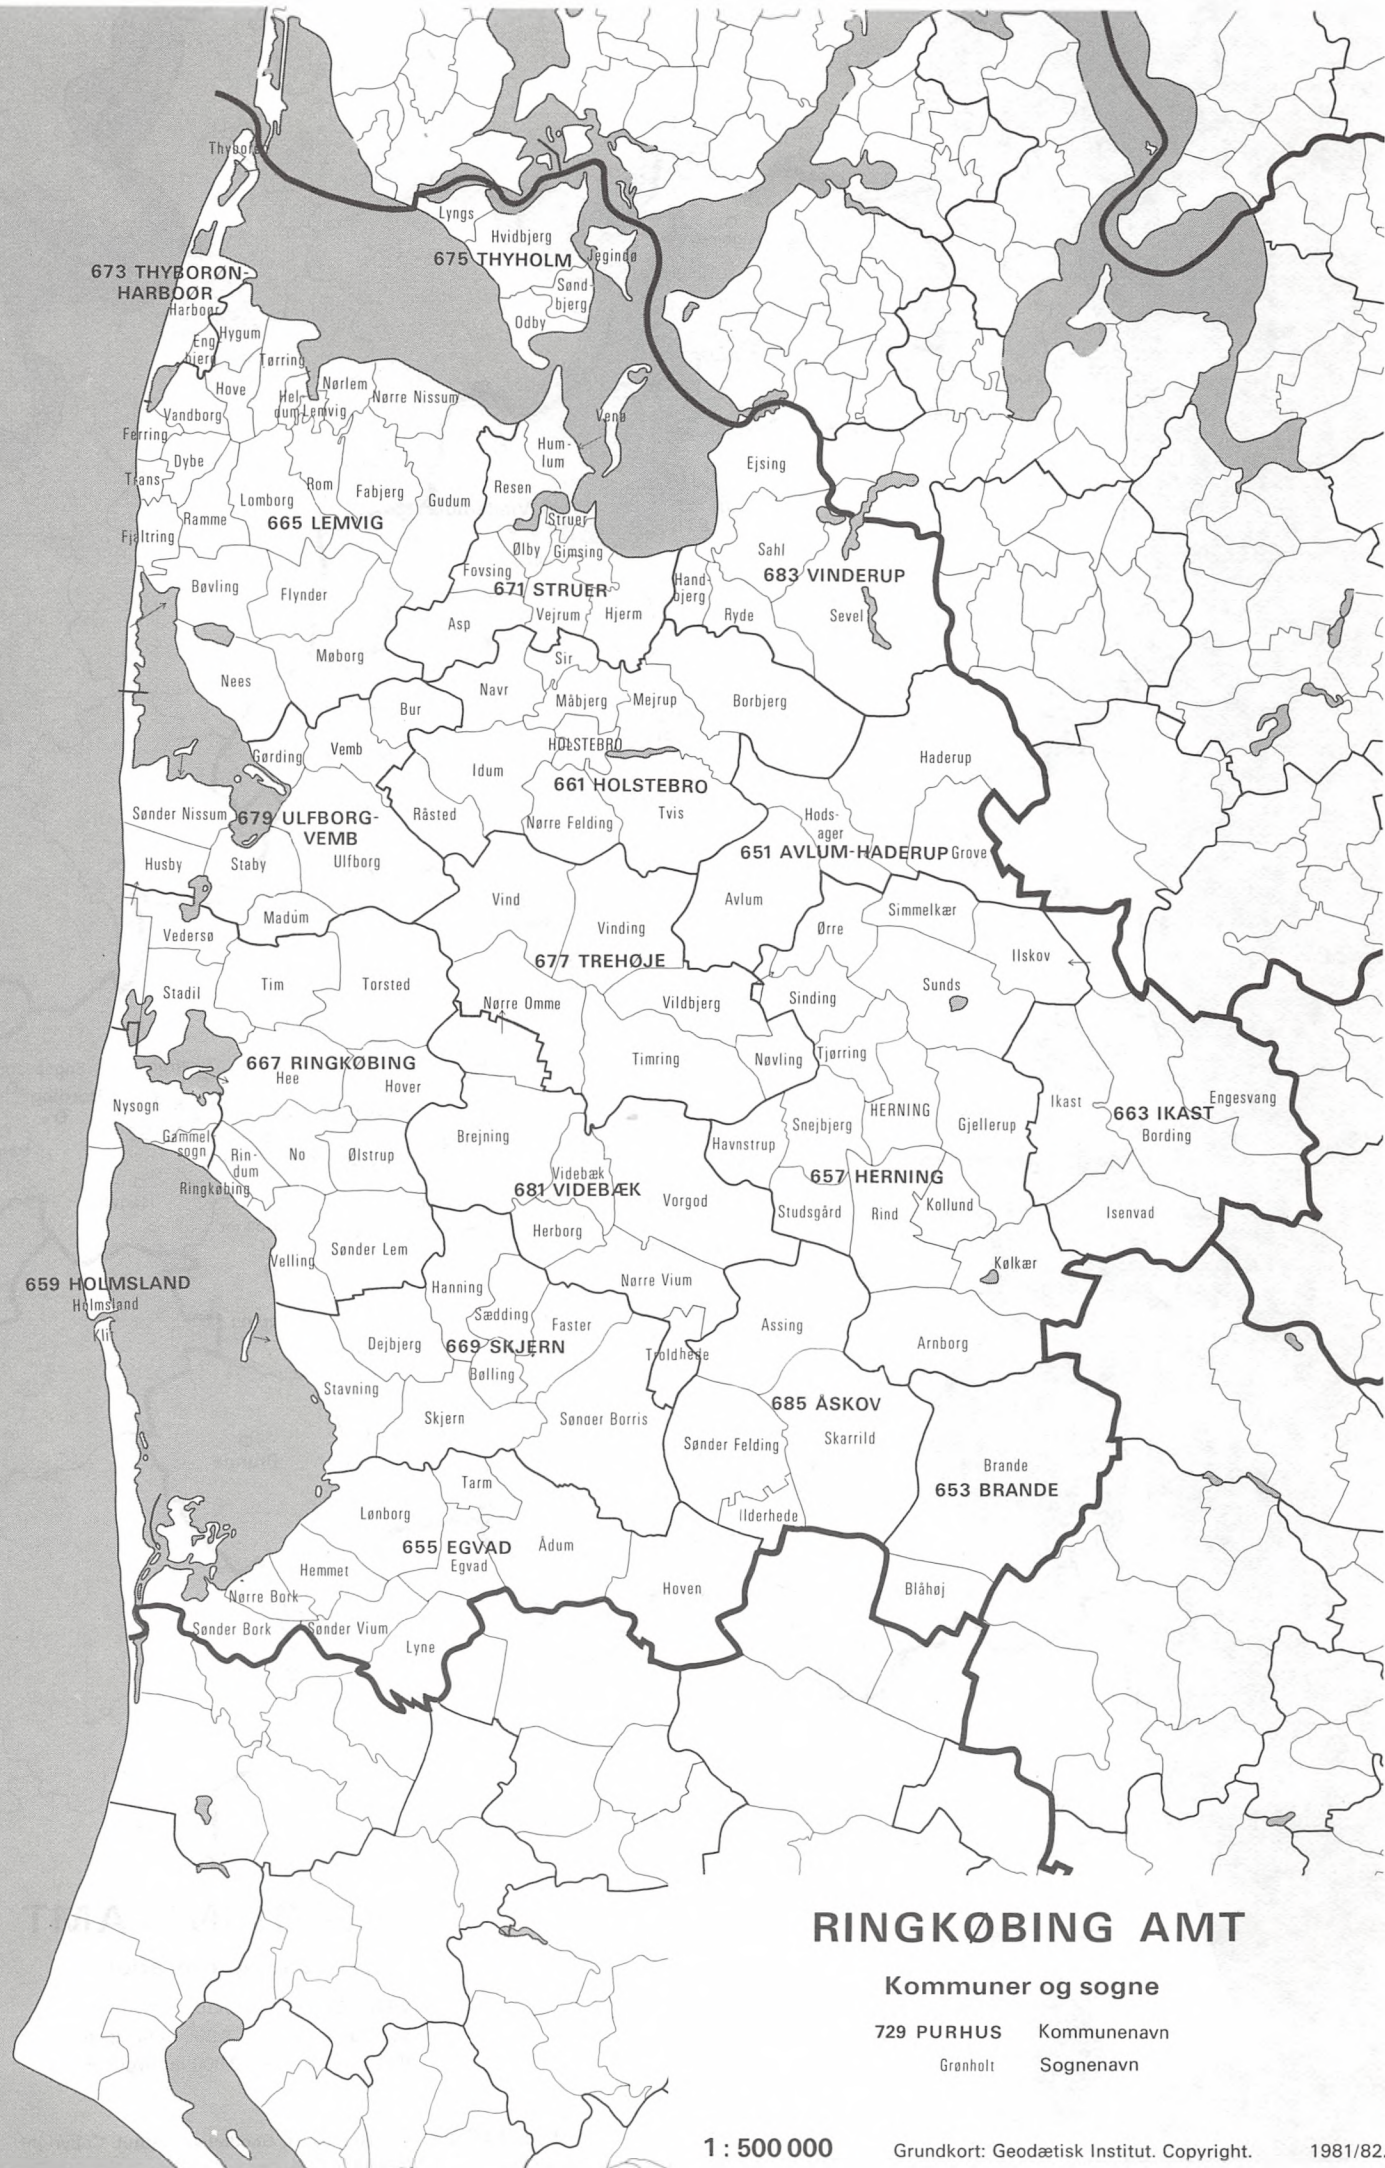 Thyborøn
Lyngs
Hvidbjerg
675 THYHOLM
Jegindø
Sønd-
bjerg
Odby
673 THYBORØN-
HARBOØR
Harboør
Hygum
Eng
bjerg
Tørring
Hove
Nørlem
Hel-
dum
Lemvig
Nørre Nissum
Vandborg
Ferring
Venø
Hum-
lum
Ejsing
Dybe
Trans
Rom
Fabjerg
Gudum
Resen
Lomborg
665 LEMVIG
Ramme
Struer
Fjaltring
Ølby
Gimsing
Sahl
683 VINDERUP
Fovsing
671 STRUER
Hand-
bjerg
Bøvling
Flynder
Asp
Vejrum
Hjerm
Ryde
Sevel
Møborg
Sir
Nees
Navr
Måbjerg
Mejrup
Borbjerg
Bur
Gørding
Vemb
HOLSTEBRO
Haderup
Idum
661 HOLSTEBRO
Sønder Nissum
679 ULFBORG-
VEMB
Råsted
Nørre Felding
Tvis
Hods-
ager
651 AVLUM-HADERUP
Grove
Husby
Staby
Ulfborg
Vind
Avlum
Simmelkær
Madum
Vedersø
Vinding
Ørre
677 TREHØJE
Ilskov
Stadil
Tim
Torsted
Nørre Omme
Vildbjerg
Sinding
Sunds
667 RINGKØBING
Hee
Hover
Timring
Nøvling
Tjørring
Nysogn
Ikast
Engesvang
663 IKAST
Bording
Gammel
sogn
Rin-
dum
No
Ølstrup
Brejning
Snejbjerg
HERNING
Gjellerup
Havnstrup
Ringkøbing
Videbæk
681 VIDEBÆK
Vorgod
657 HERNING
Studsgård
Rind
Kollund
Isenvad
Herborg
Velling
Sønder Lem
Kølkær
659 HOLMSLAND
Holmsland
Klit
Hanning
Nørre Vium
Sædding
Faster
Assing
Arnborg
Dejbjerg
669 SKJERN
Troldhede
Bølling
Stavning
685 ÅSKOV
Skjern
Sønder Borris
Sønder Felding
Skarrild
Brande
653 BRANDE
Tarm
Lønborg
Ilderhede
655 EGVAD
Egvad
Ådum
Hemmet
Hoven
Blåhøj
Nørre Bork
Sønder Bork
Sønder Vium
Lyne
RINGKØBING AMT
Kommuner og sogne
729 PURHUS Kommunenavn
Grønholt Sognenavn
1 : 500 000 Grundkort: Geodætisk Institut. Copyright. 1981/82.